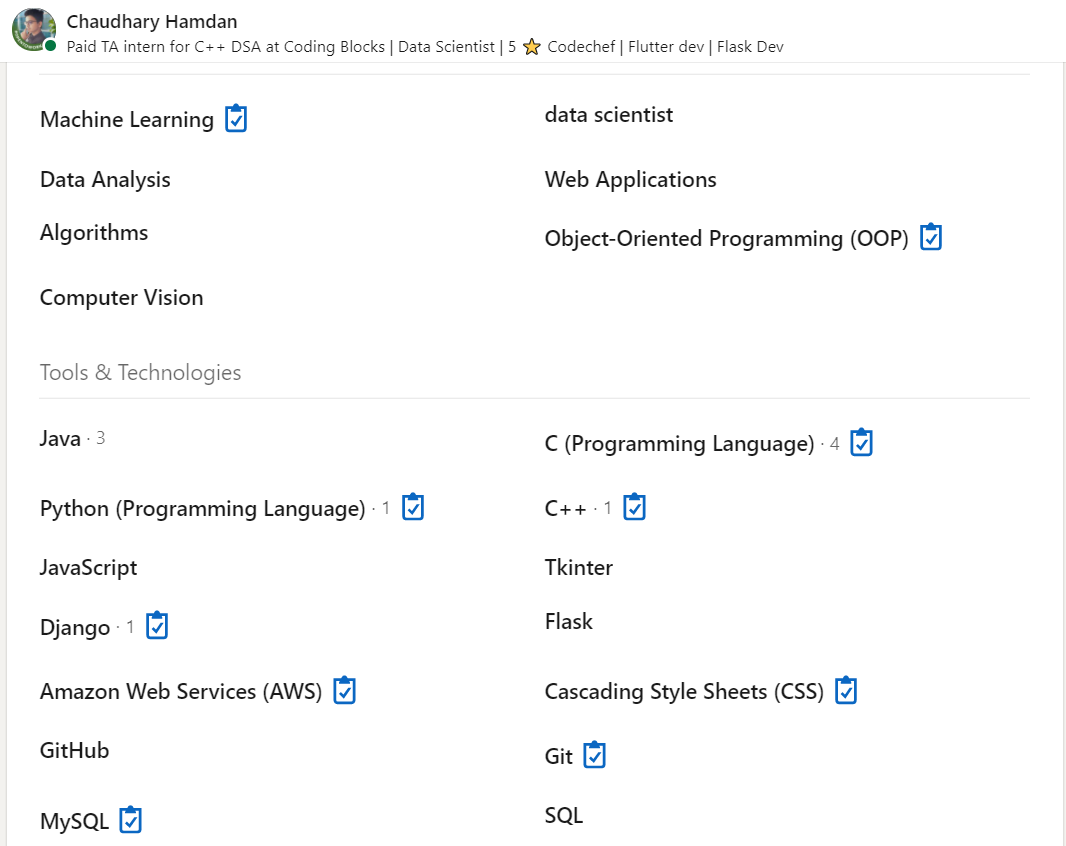 Chaudhary Hamdan
Paid TA intern for C++ DSA at Coding Blocks | Data Scientist | 5 ⭐ Codechef | Flutter dev | Flask Dev
Machine Learning
data scientist
Data Analysis
Web Applications
Algorithms
Object-Oriented Programming (OOP)
Computer Vision
Tools & Technologies
Java · 3
C (Programming Language) · 4
Python (Programming Language) · 1
C++ · 1
JavaScript
Tkinter
Django · 1
Flask
Amazon Web Services (AWS)
Cascading Style Sheets (CSS)
GitHub
Git
MySQL
SQL